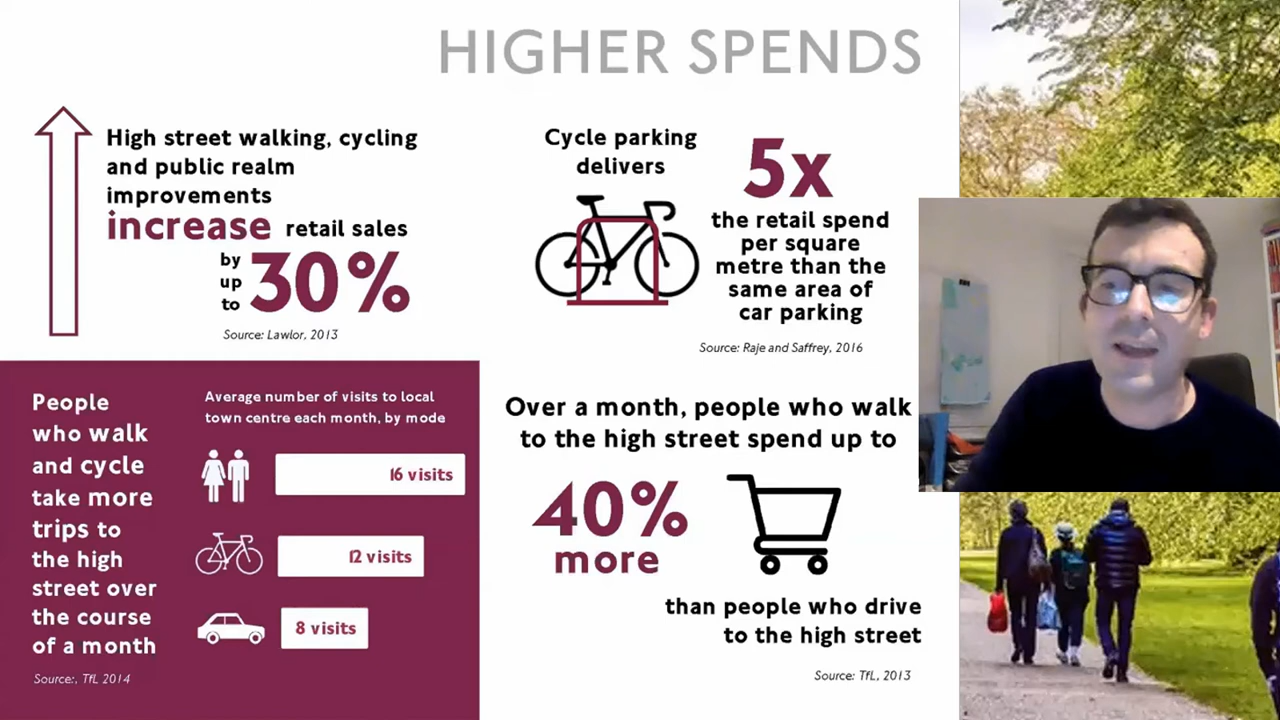 HIGHER SPENDS
High street walking, cycling
and public realm
improvements
increase retail sales
by
up
to
30%
Source: Lawlor, 2013
Cycle parking
delivers
5x
the retail spend
per square
metre than the
same area of
car parking
Source: Raje and Saffrey, 2016
People
who walk
and cycle
take more
trips to
the high
street over
the course
of a month
Source:, TfL 2014
Average number of visits to local
town centre each month, by mode
16 visits
12 visits
8 visits
Over a month, people who walk
to the high street spend up to
40%
more
than people who drive
to the high street
Source: TfL, 2013